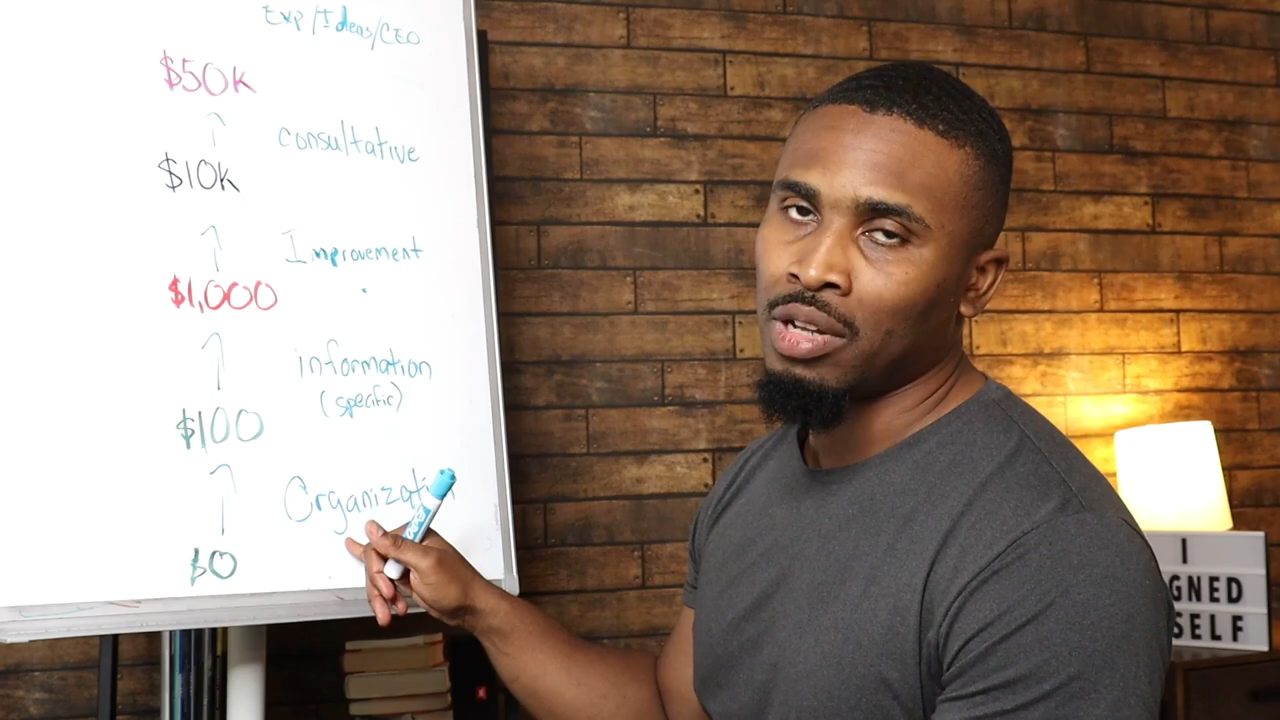 Exp/Ideas/CEO
$50K
consultative
$10K
Improvement
$1,000
information
(specific)
$100
$0
I
GNED
SELF